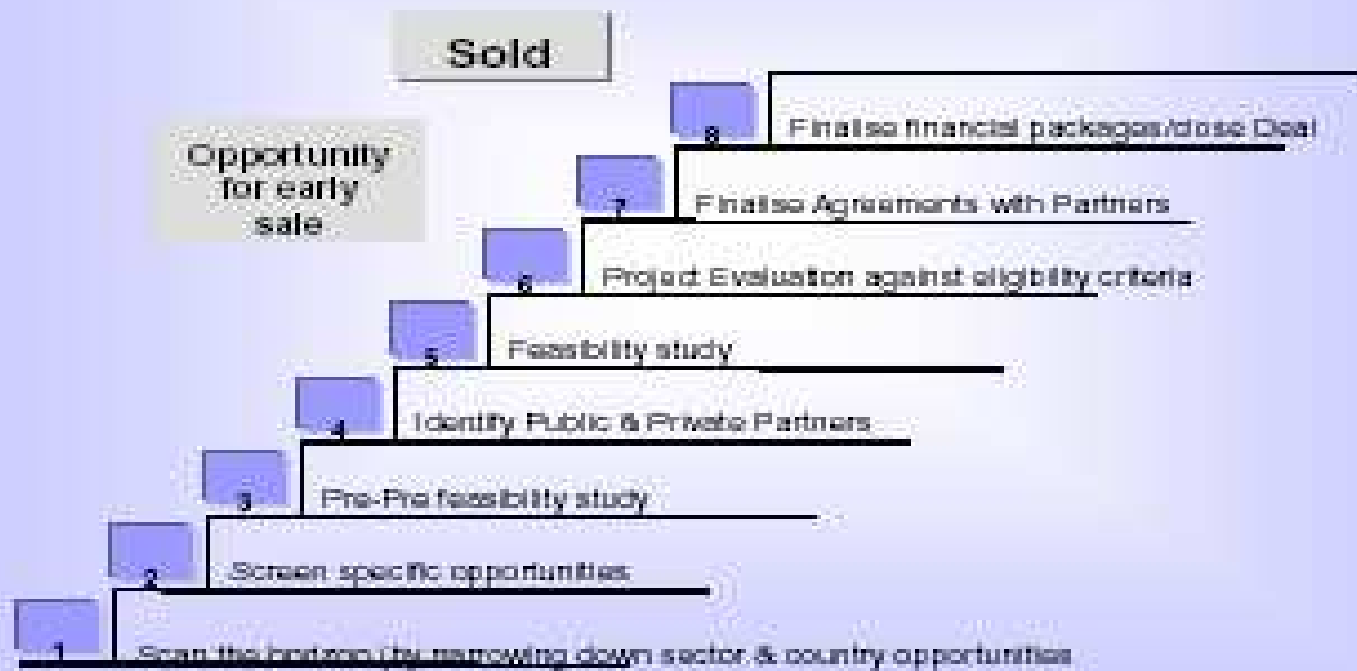 Sold
Opportunity
for early
sale
8
Finalise financial packages/close Deal
7
Finalise Agreements with Partners
6
Project Evaluation against eligibility criteria
5
Feasibility study
4
Identify Public & Private Partners
3
Pre-Pre feasibility study
2
Screen specific opportunities
1
Scan the horizon (by narrowing down sector & country opportunities